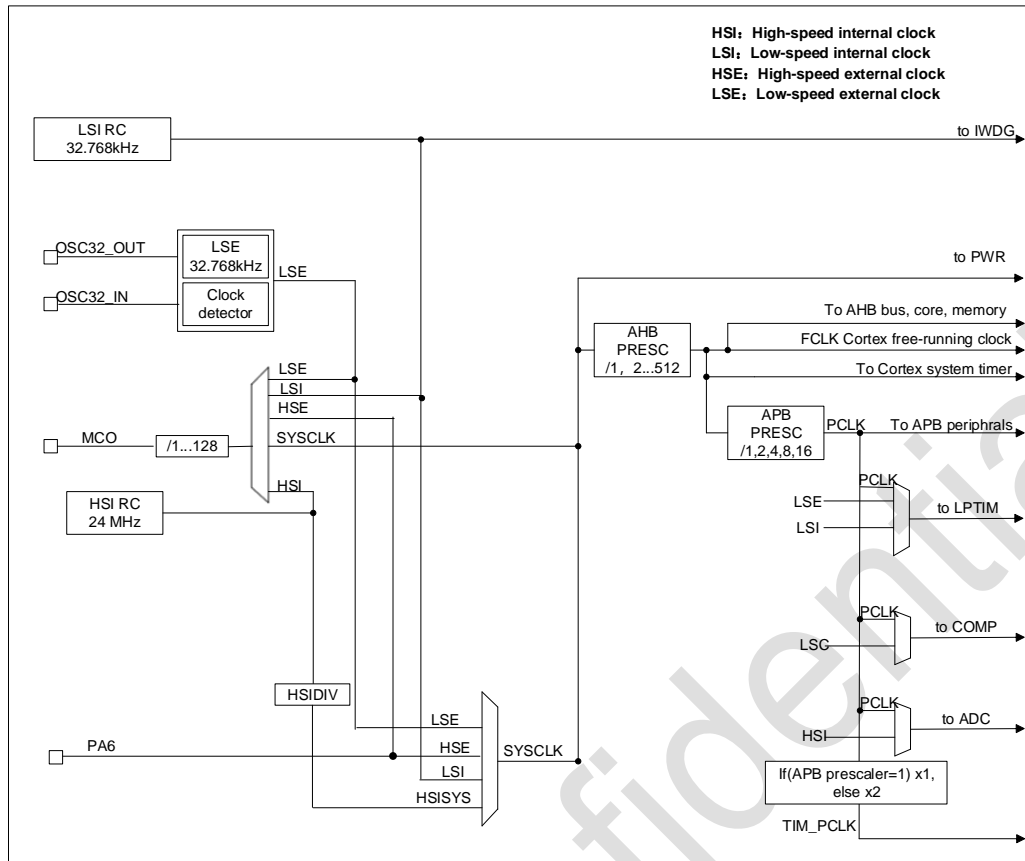 HSI：High-speed internal clock
LSI：Low-speed internal clock
HSE：High-speed external clock
LSE：Low-speed external clock
LSI RC
32.768kHz
to IWDG
OSC32_OUT
LSE
32.768kHz
LSE
OSC32_IN
Clock
detector
to PWR
To AHB bus, core, memory
AHB
PRESC
/1, 2...512
FCLK Cortex free-running clock
To Cortex system timer
LSE
LSI
HSE
SYSCLK
HSI
MCO
/1...128
APB
PRESC
/1,2,4,8,16
PCLK
To APB periphrals
HSI RC
24 MHz
PCLK
LSE
LSI
to LPTIM
PCLK
LSC
to COMP
HSIDIV
PCLK
HSI
to ADC
PA6
LSE
HSE
LSI
HSISYS
SYSCLK
If(APB prescaler=1) x1,
else x2
TIM_PCLK
fidentia